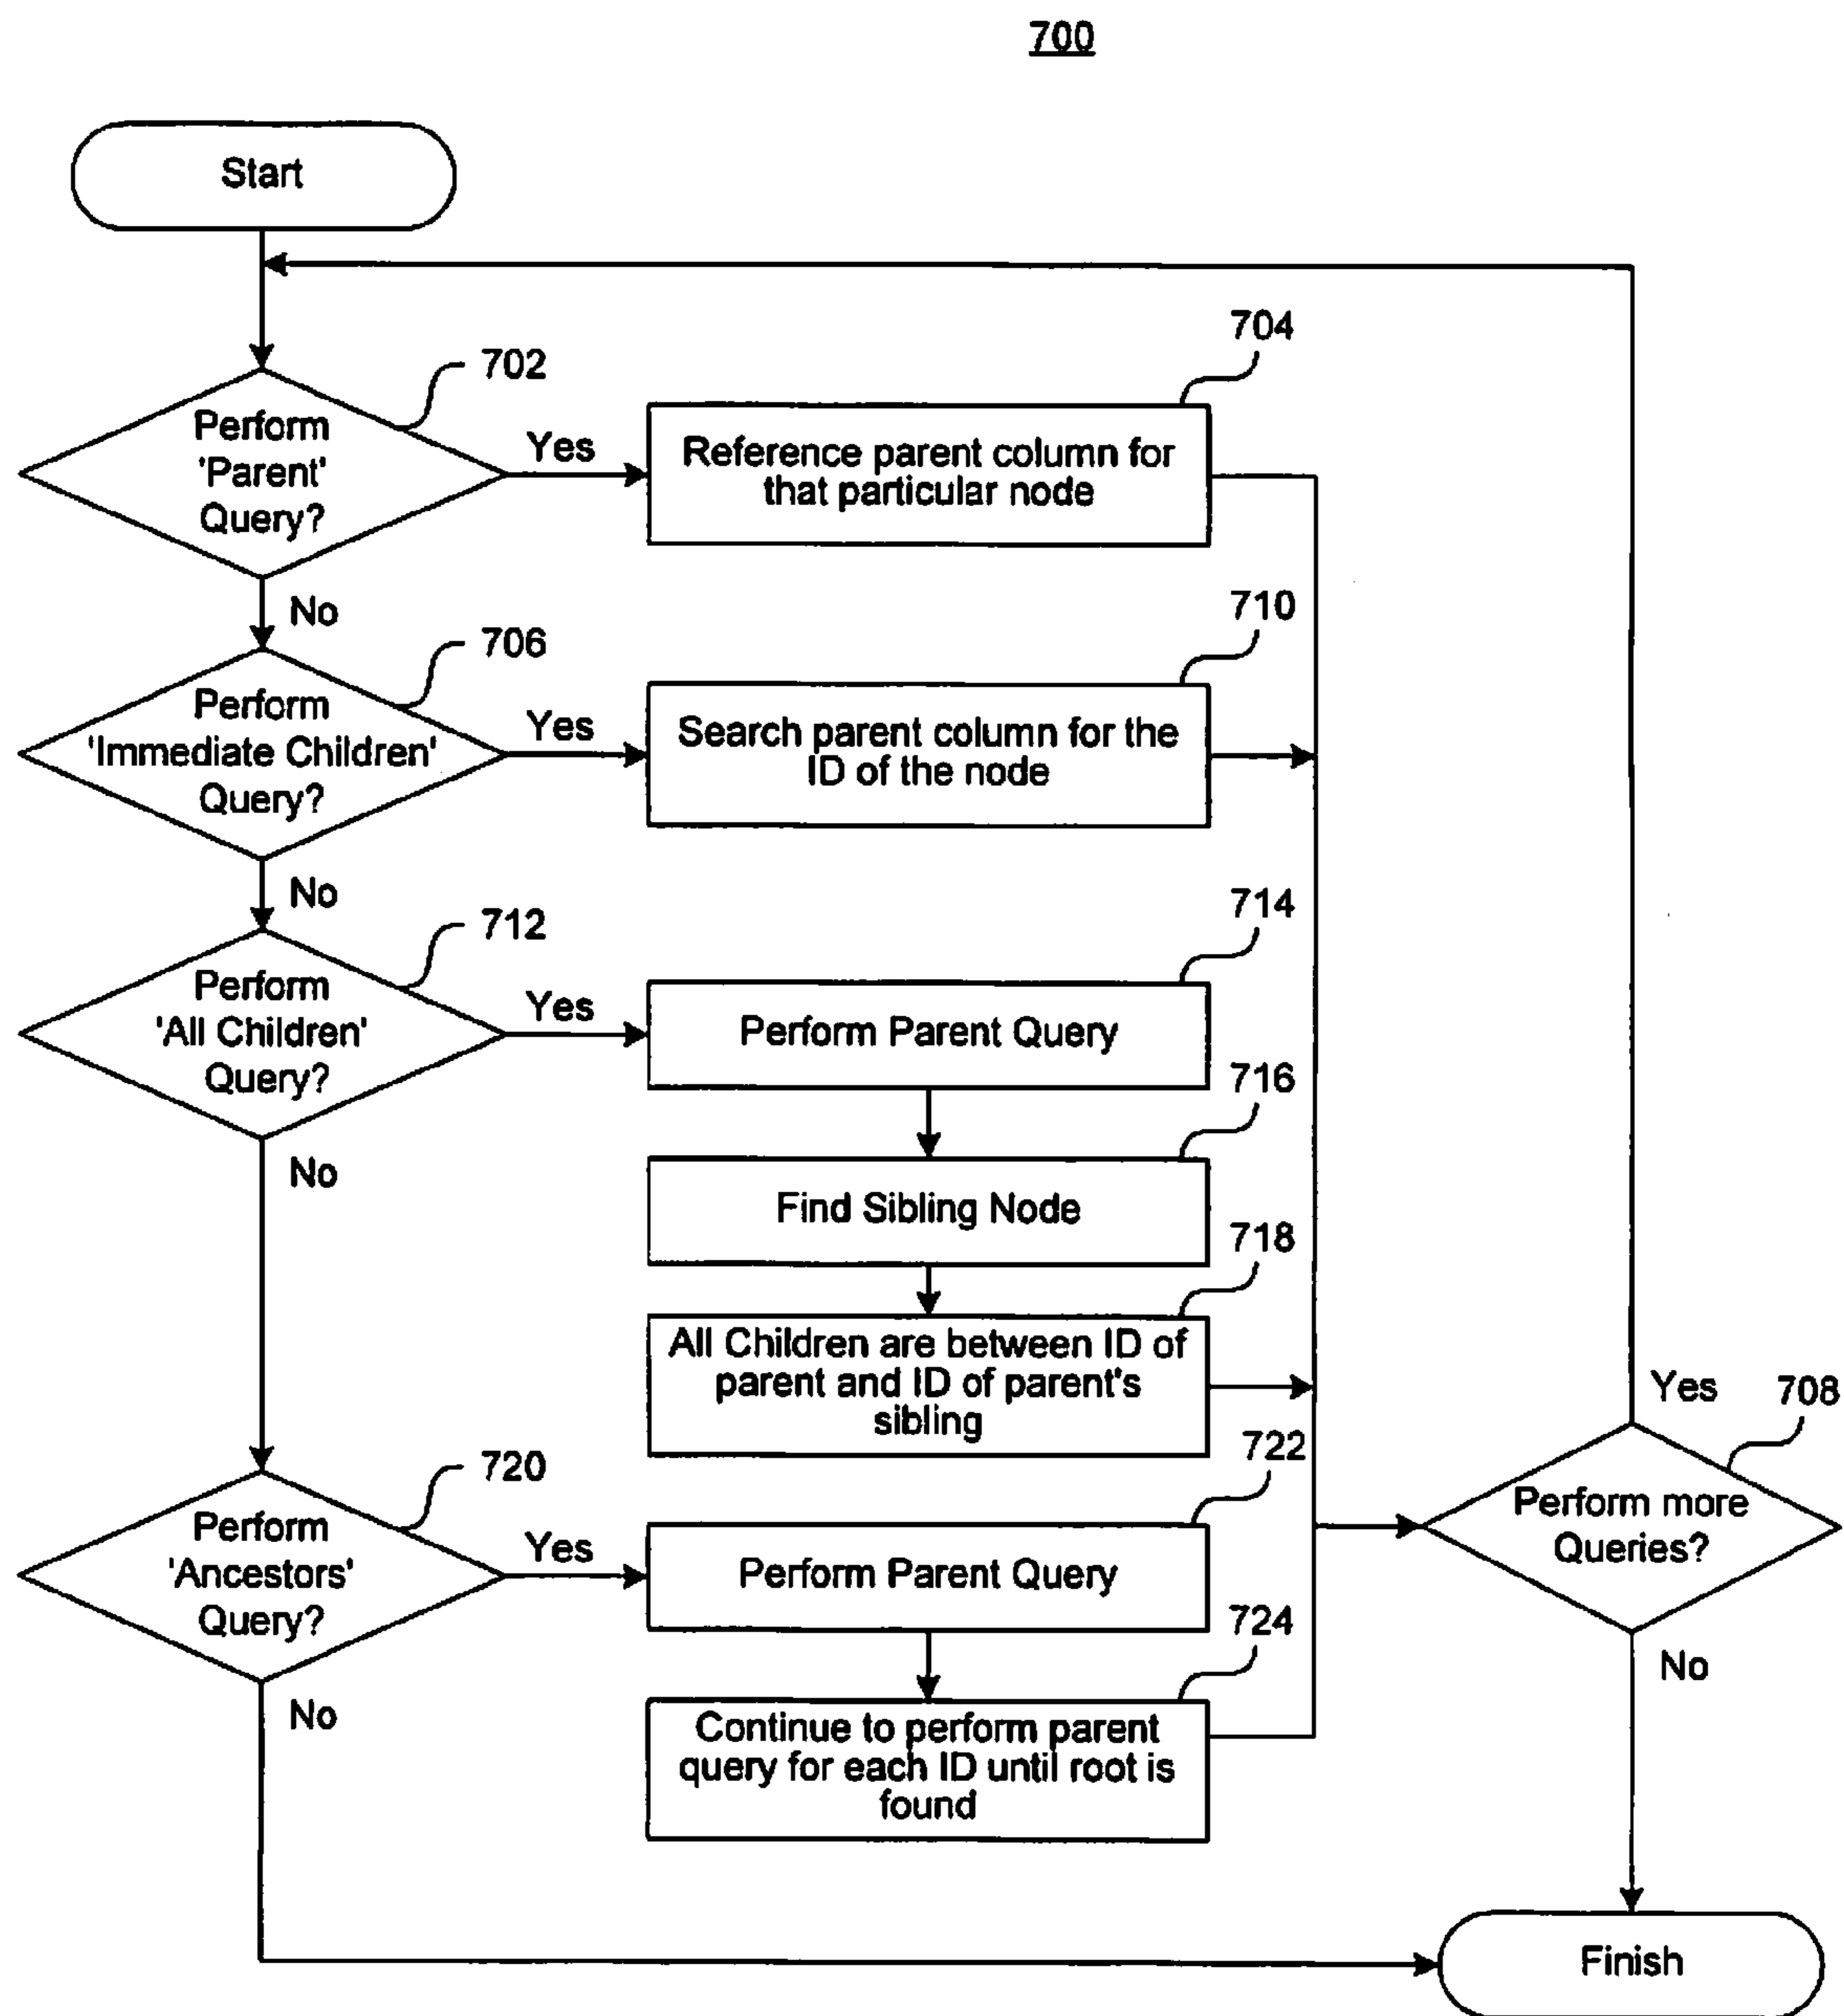 700
Start
702
Perform
'Parent'
Query?
Yes
704
Reference parent column for
that particular node
No
706
Perform
'Immediate Children'
Query?
Yes
710
Search parent column for the
ID of the node
No
712
Perform
'All Children'
Query?
Yes
714
Perform Parent Query
716
Find Sibling Node
718
All Children are between ID of
parent and ID of parent's
sibling
No
720
Perform
'Ancestors'
Query?
Yes
722
Perform Parent Query
724
Continue to perform parent
query for each ID until root is
found
No
Yes
708
Perform more
Queries?
No
Finish